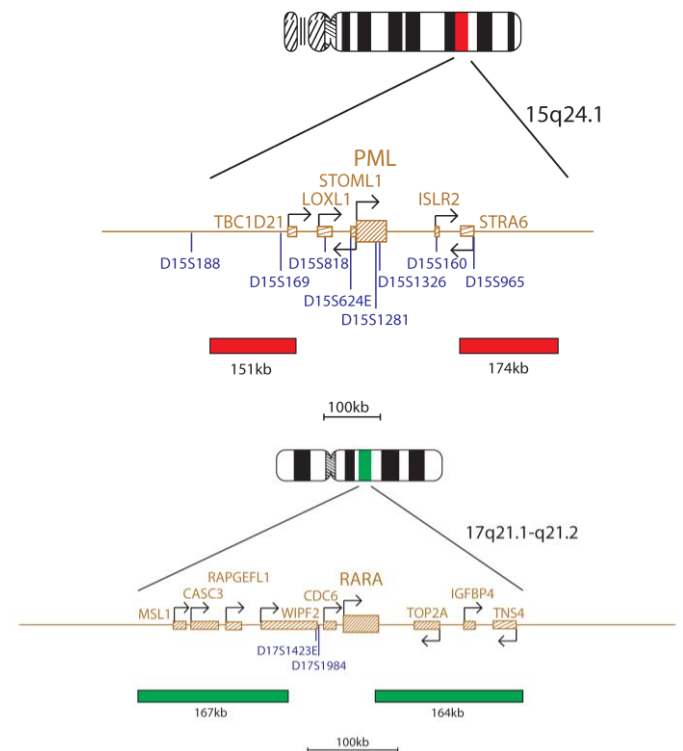 15q24.1
PML
STOML1
LOXL1 ISLR2
TBC1D21 STRA6
D15S188 D15S818 D15S160
D15S169 D15S1326 D15S965
D15S624E
D15S1281
151kb 174kb
100kb
17q21.1-q21.2
RARA
RAPGEFL1
CASC3 CDC6 IGFBP4
MSL1 WIPF2 TOP2A TNS4
D17S1423E
D17S1984
167kb 164kb
100kb